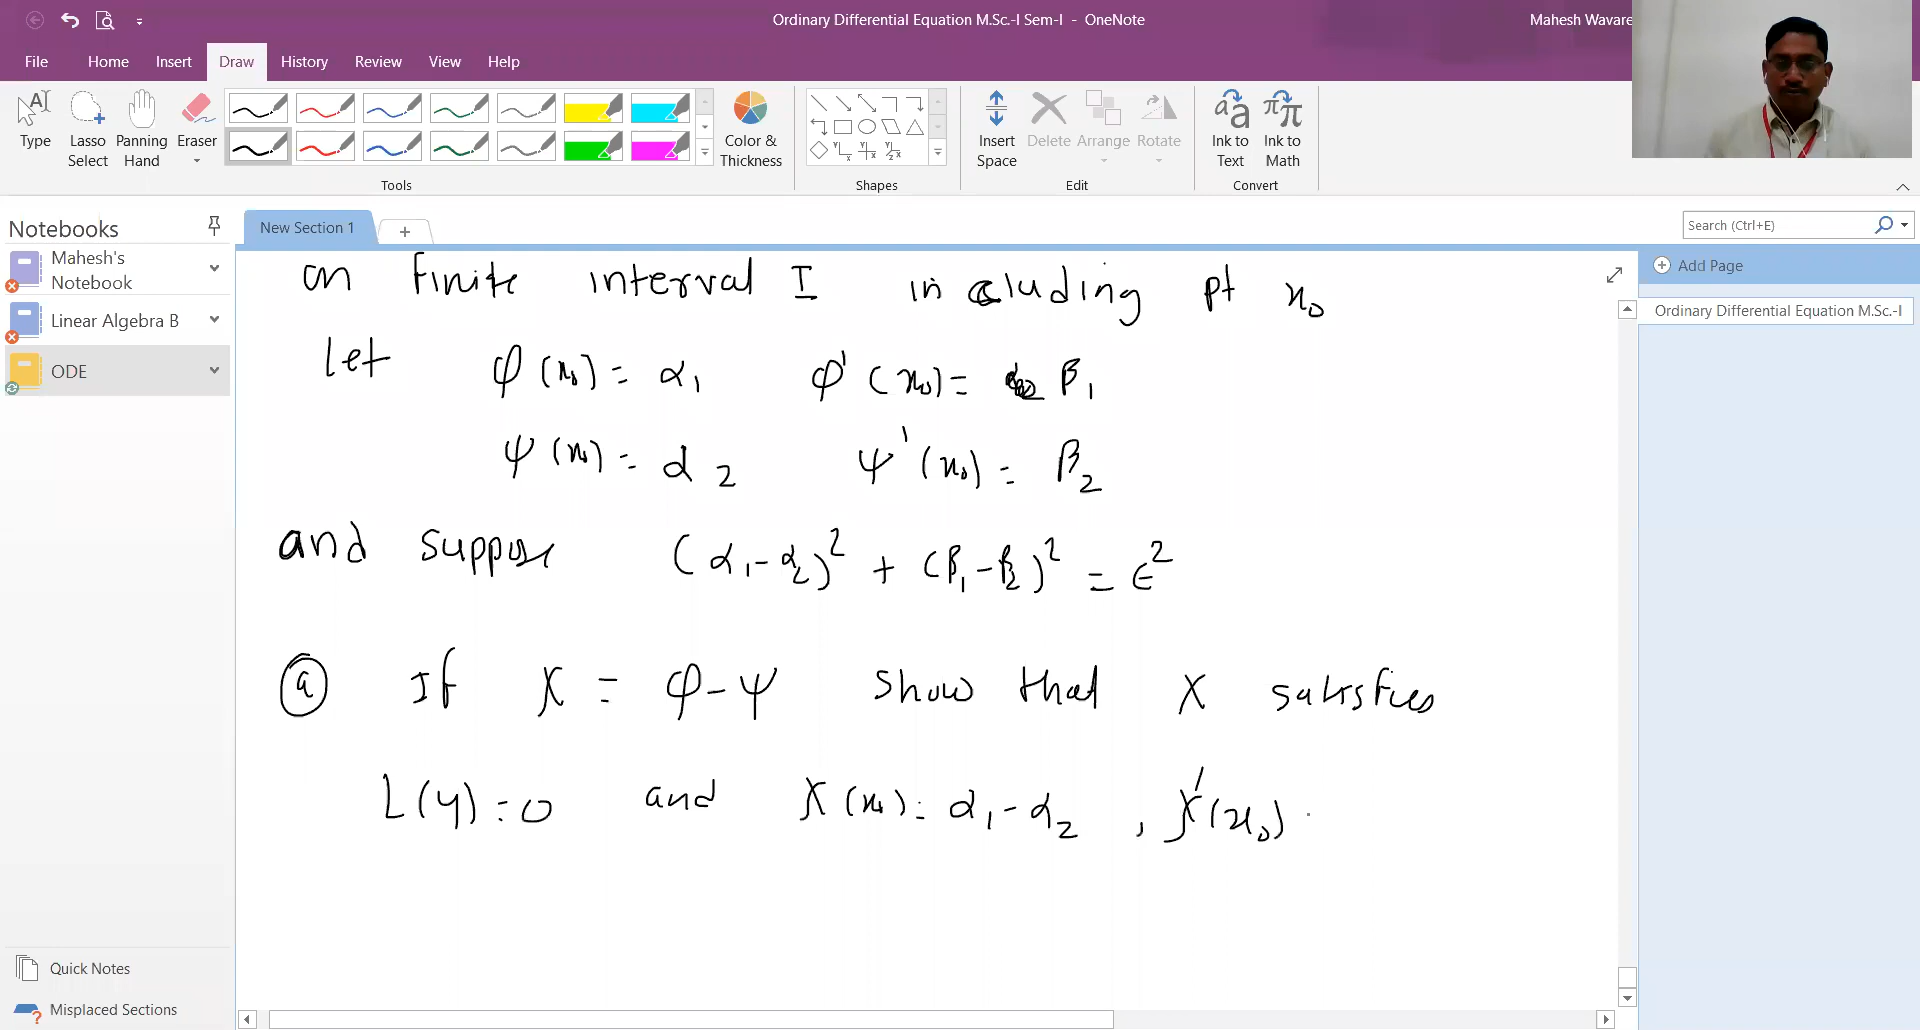 Ordinary Differential Equation M.Sc.-I Sem-I - OneNote
Mahesh Wavare
File Home Insert Draw History Review View Help
Type
Lasso Select
Panning Hand
Eraser
Color & Thickness
Insert Space
Delete
Arrange
Rotate
Ink to Text
Ink to Math
Tools
Shapes
Edit
Convert
Notebooks
Mahesh's Notebook
Linear Algebra B
ODE
Quick Notes
Misplaced Sections
New Section 1
Search (Ctrl+E)
Add Page
Ordinary Differential Equation M.Sc.-I
on finite interval I including pt x₀
let φ(x₀) = α₁ φ'(x₀) = β₁
ψ(x₀) = α₂ ψ'(x₀) = β₂
and suppose (α₁-α₂)² + (β₁-β₂)² = ϵ²
ⓐ If χ = φ-ψ show that χ satisfies
L(y) = 0 and χ(x₀) = α₁-α₂ , χ'(x₀)